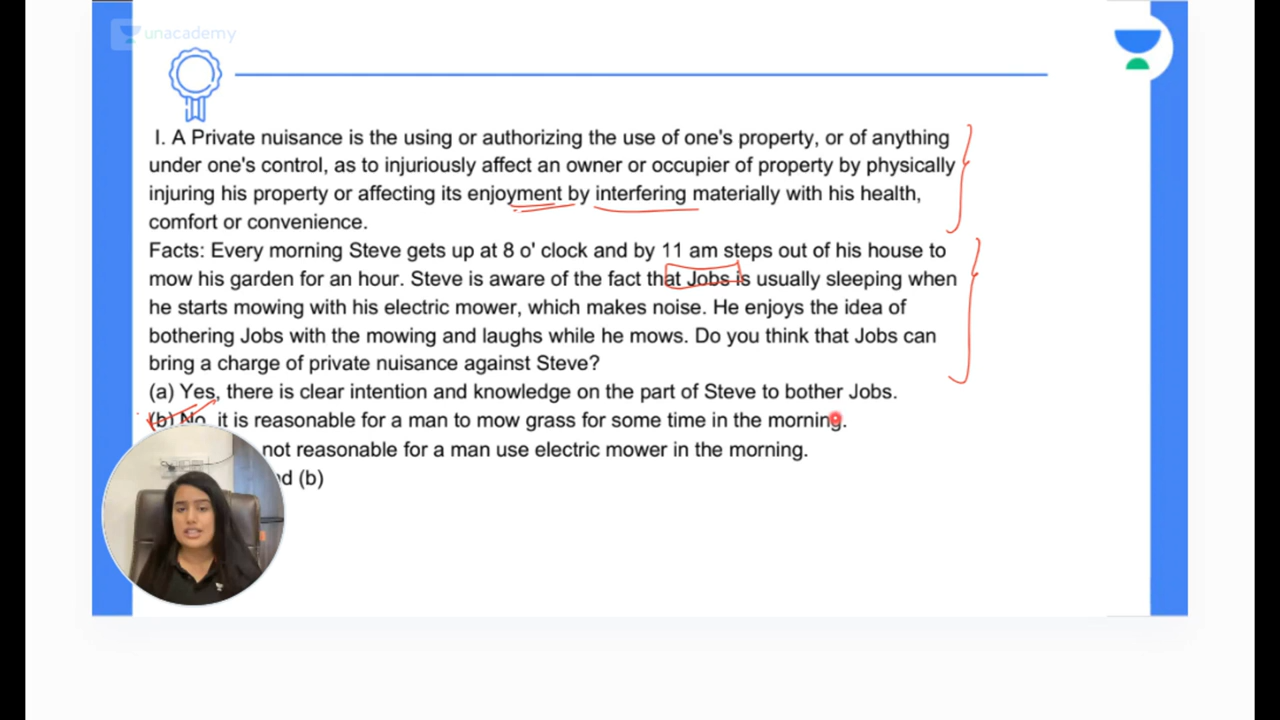 unacademy
I. A Private nuisance is the using or authorizing the use of one's property, or of anything
under one's control, as to injuriously affect an owner or occupier of property by physically
injuring his property or affecting its enjoyment by interfering materially with his health,
comfort or convenience.
Facts: Every morning Steve gets up at 8 o' clock and by 11 am steps out of his house to
mow his garden for an hour. Steve is aware of the fact that Jobs is usually sleeping when
he starts mowing with his electric mower, which makes noise. He enjoys the idea of
bothering Jobs with the mowing and laughs while he mows. Do you think that Jobs can
bring a charge of private nuisance against Steve?
(a) Yes, there is clear intention and knowledge on the part of Steve to bother Jobs.
(b) No, it is reasonable for a man to mow grass for some time in the morning.
not reasonable for a man use electric mower in the morning.
(b)